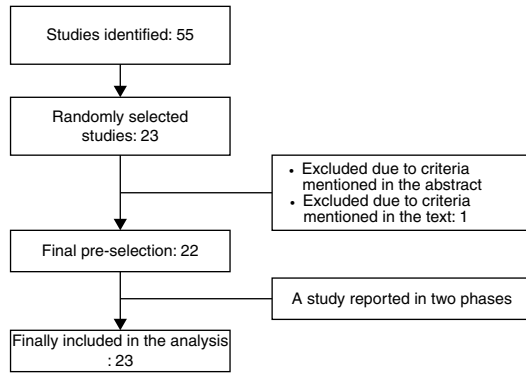 Studies identified: 55
Randomly selected
studies: 23
• Excluded due to criteria
mentioned in the abstract
• Excluded due to criteria
mentioned in the text: 1
Final pre-selection: 22
A study reported in two phases
Finally included in the analysis
: 23